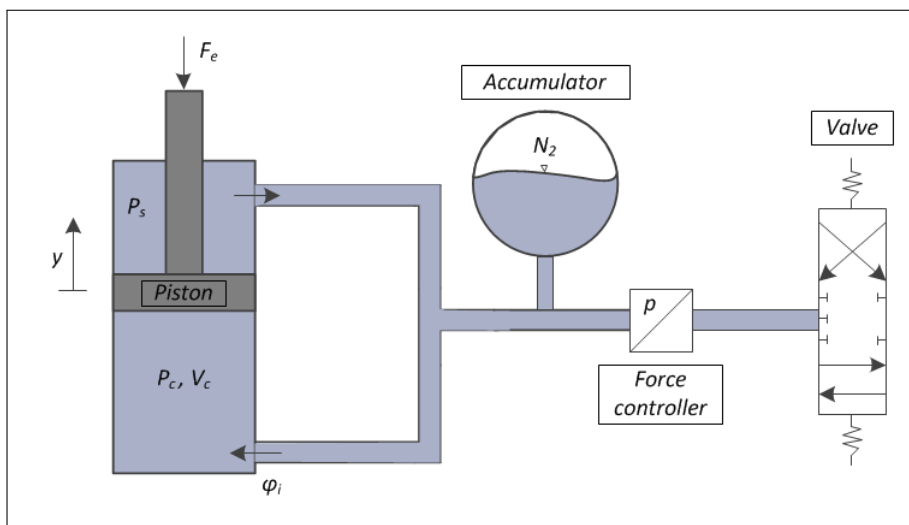 F_e
Accumulator
N_2
Valve
P_s
y
Piston
p
P_c, V_c
Force
controller
φ_i